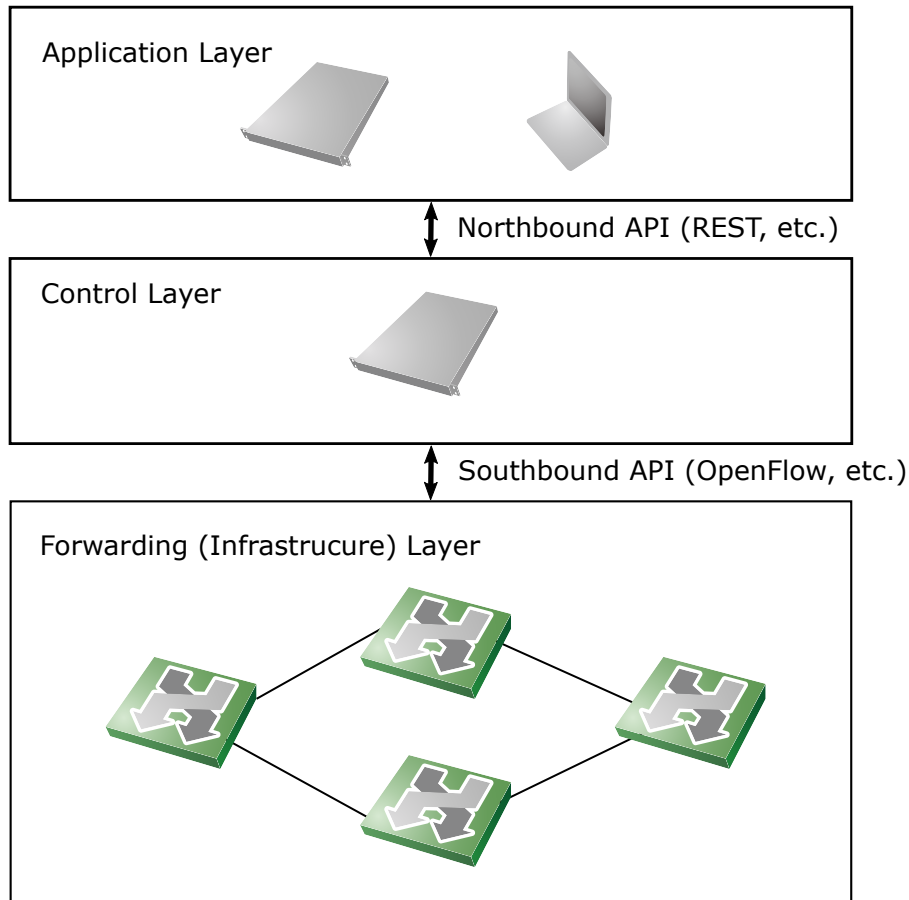 Application Layer
Northbound API (REST, etc.)
Control Layer
Southbound API (OpenFlow, etc.)
Forwarding (Infrastrucure) Layer